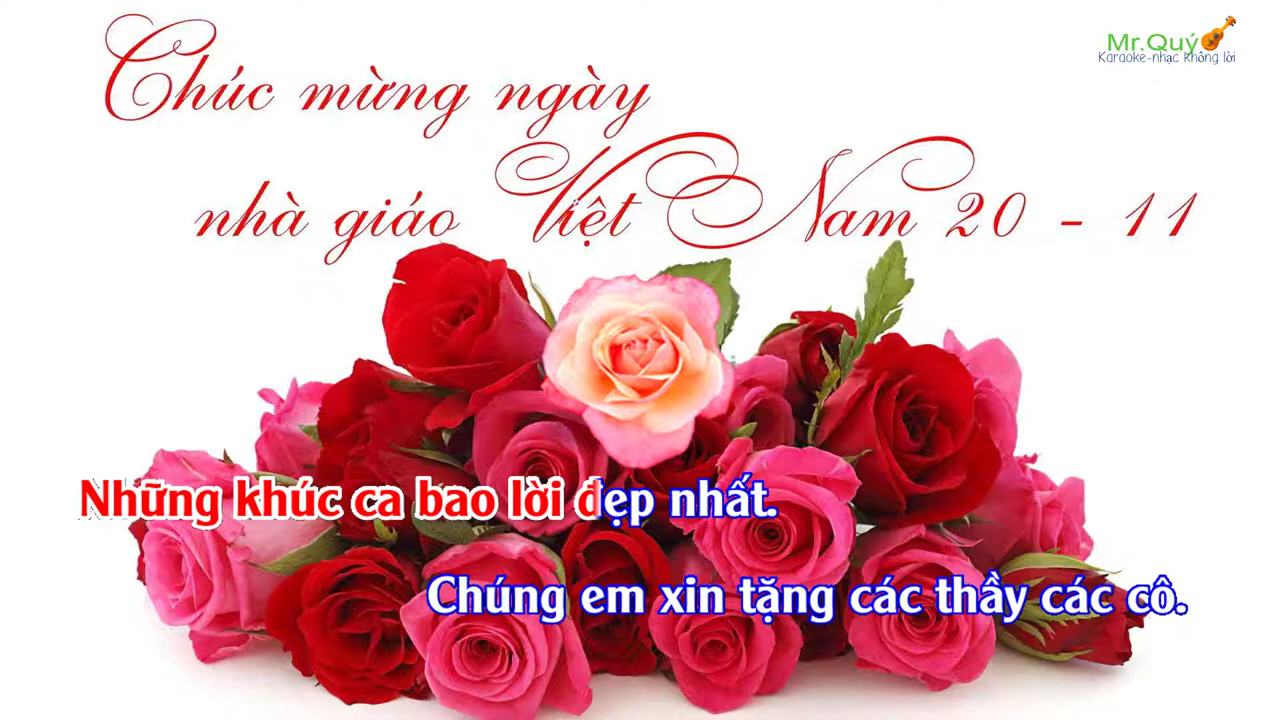 Mr.Quý
Karaoke-nhạc không lời
Chúc mừng ngày
nhà giáo Việt Nam 20 - 11
Những khúc ca bao lời đẹp nhất.
Chúng em xin tặng các thầy các cô.